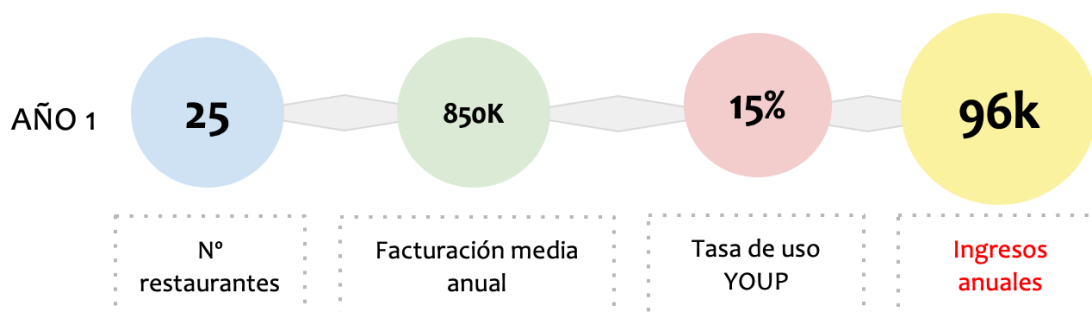 AÑO 1
25
850K
15%
96k
Nº
restaurantes
Facturación media
anual
Tasa de uso
YOUP
Ingresos
anuales